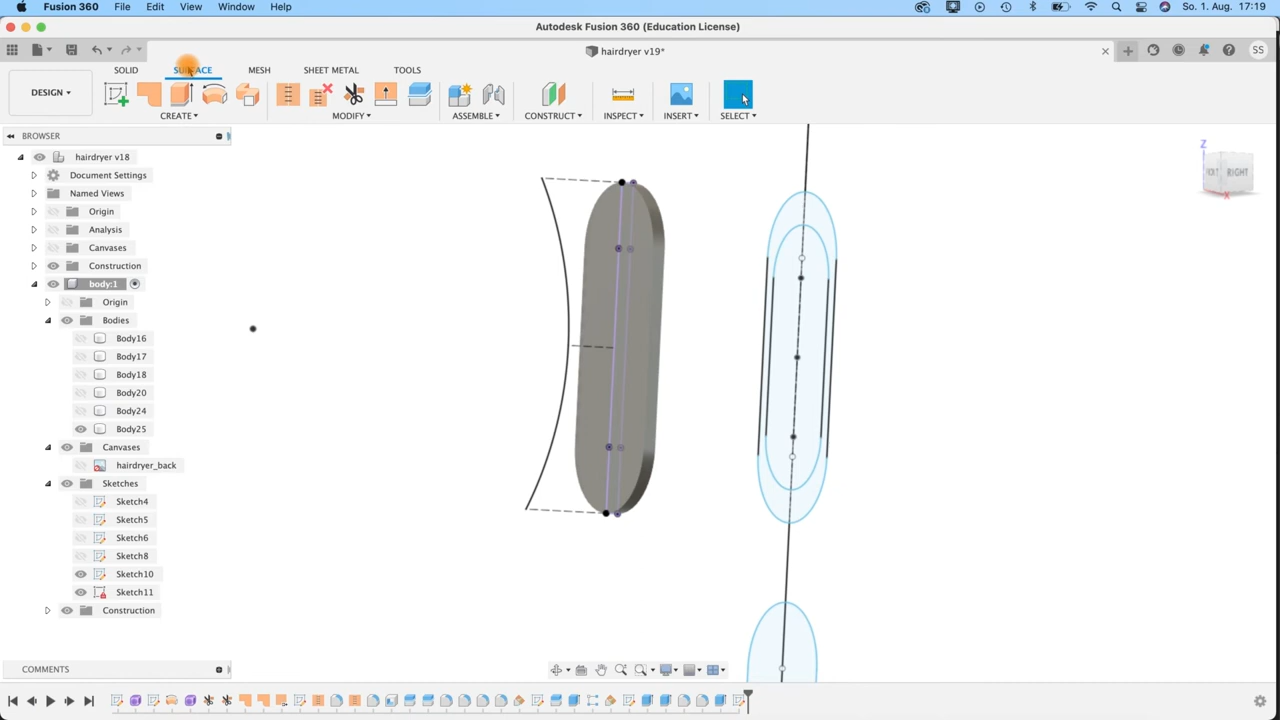 Fusion 360 File Edit View Window Help So. 1. Aug. 17:19
Autodesk Fusion 360 (Education License)
hairdryer v19*
SS
DESIGN
SOLID SURFACE MESH SHEET METAL TOOLS
CREATE MODIFY ASSEMBLE CONSTRUCT INSPECT INSERT SELECT
BROWSER
hairdryer v18
Document Settings
Named Views
Origin
Analysis
Canvases
Construction
body:1
Origin
Bodies
Body16
Body17
Body18
Body20
Body24
Body25
Canvases
hairdryer_back
Sketches
Sketch4
Sketch5
Sketch6
Sketch8
Sketch10
Sketch11
Construction
COMMENTS
Z
RIGHT
X